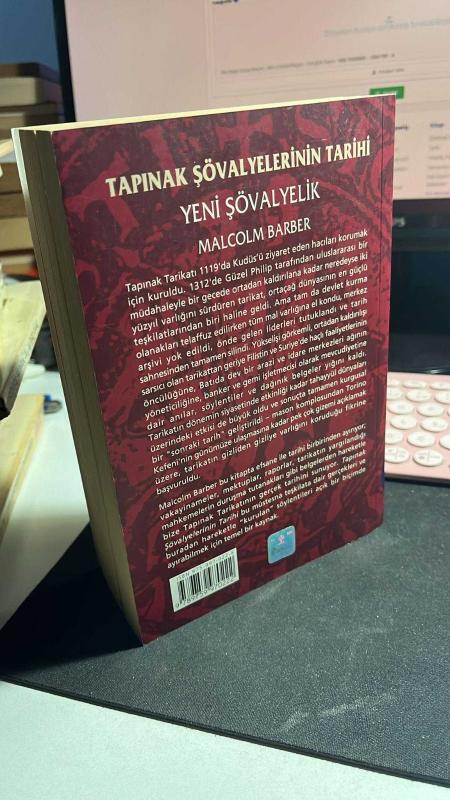 TAPINAK ŞÖVALYELERİNİN TARİHİ
YENİ ŞÖVALYELİK
MALCOLM BARBER
Tapınak Tarikatı 1119'da Kudüs'ü ziyaret eden hacıları korumak
için kuruldu. 1312'de Güzel Philip tarafından uluslararası bir
müdahaleyle bir gecede ortadan kaldırılana kadar neredeyse iki
yüzyıl varlığını sürdüren tarikat, ortaçağ dünyasının en güçlü
teşkilatlarından biri haline geldi. Ama tam da devlet kurma
olanakları telaffuz edilirken tüm mal varlığına el kondu, merkez
arşivi yok edildi, önde gelen liderleri tutuklandı ve tarih
sahnesinden tamamen silindi. Yükselişi görkemli, ortadan kaldırılışı
sarsıcı olan tarikattan geriye Filistin ve Suriye'de haçlı faaliyetlerinin
öncülüğüne, Batıda dev bir arazi ve idare merkezleri ağının
yöneticiliğine, banker ve gemi işletmecisi olarak mevcudiyetine
dair anılar, söylentiler ve dağınık belgeler yığını kaldı.
Tarikatın dönemin siyasetinde etkinliği kadar tahayyül dünyaları
üzerindeki etkisi de büyük oldu ve sonuçta tamamen kurgusal
bir "sonraki tarih" geliştirildi – mason komplosundan Torino
Kefeni'nin günümüze ulaşmasına kadar pek çok gizemi açıklamak
üzere, tarikatın gizliden gizliye varlığını koruduğu fikrine
başvuruldu.
Malcolm Barber bu kitapta efsane ile tarihi birbirinden ayırıyor;
vakayinameler, mektuplar, raporlar, tarikatın yargılandığı
mahkemelerin duruşma tutanakları gibi belgelerden hareketle
bize Tapınak Tarikatının gerçek tarihini sunuyor. Tapınak
Şövalyelerinin Tarihi bu müstesna teşkilata dair gerçekleri ve
buradan hareketle "kurulan" söylentileri açık bir biçimde
ayırabilmek için temel bir kaynak.